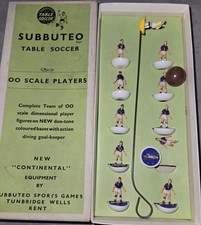 TABLE
SOCCER
SUBBUTEO
TABLE SOCCER
OO SCALE PLAYERS
Complete Team of OO
scale dimensional player
figures on NEW duo-tone
coloured bases with action
diving goal-keeper
NEW
"CONTINENTAL"
EQUIPMENT
BY
SUBBUTEO SPORTS GAMES
TUNBRIDGE WELLS
KENT